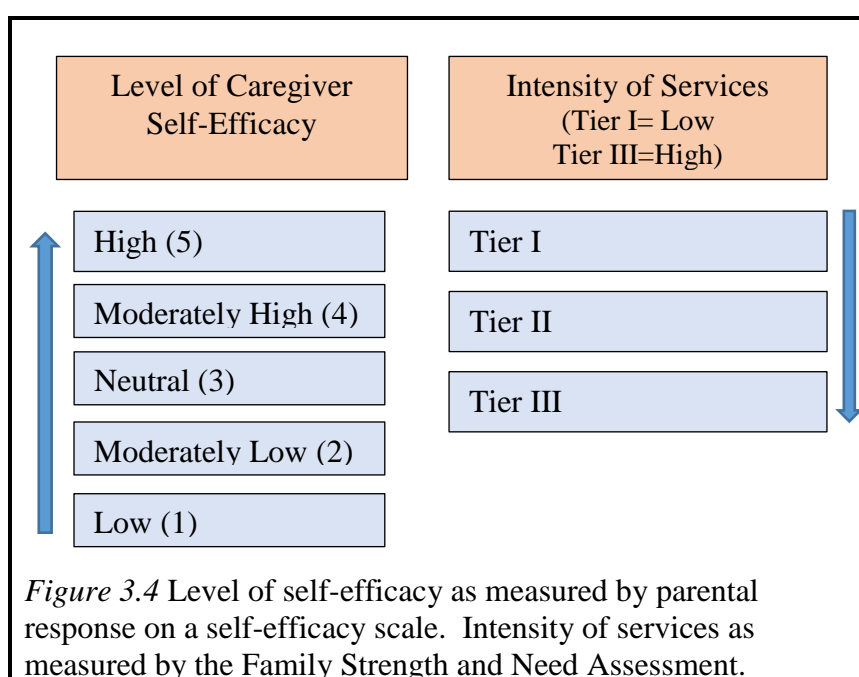 Level of Caregiver
Self-Efficacy
High (5)
Moderately High (4)
Neutral (3)
Moderately Low (2)
Low (1)
Intensity of Services
(Tier I= Low
Tier III=High)
Tier I
Tier II
Tier III
Figure 3.4 Level of self-efficacy as measured by parental
response on a self-efficacy scale. Intensity of services as
measured by the Family Strength and Need Assessment.